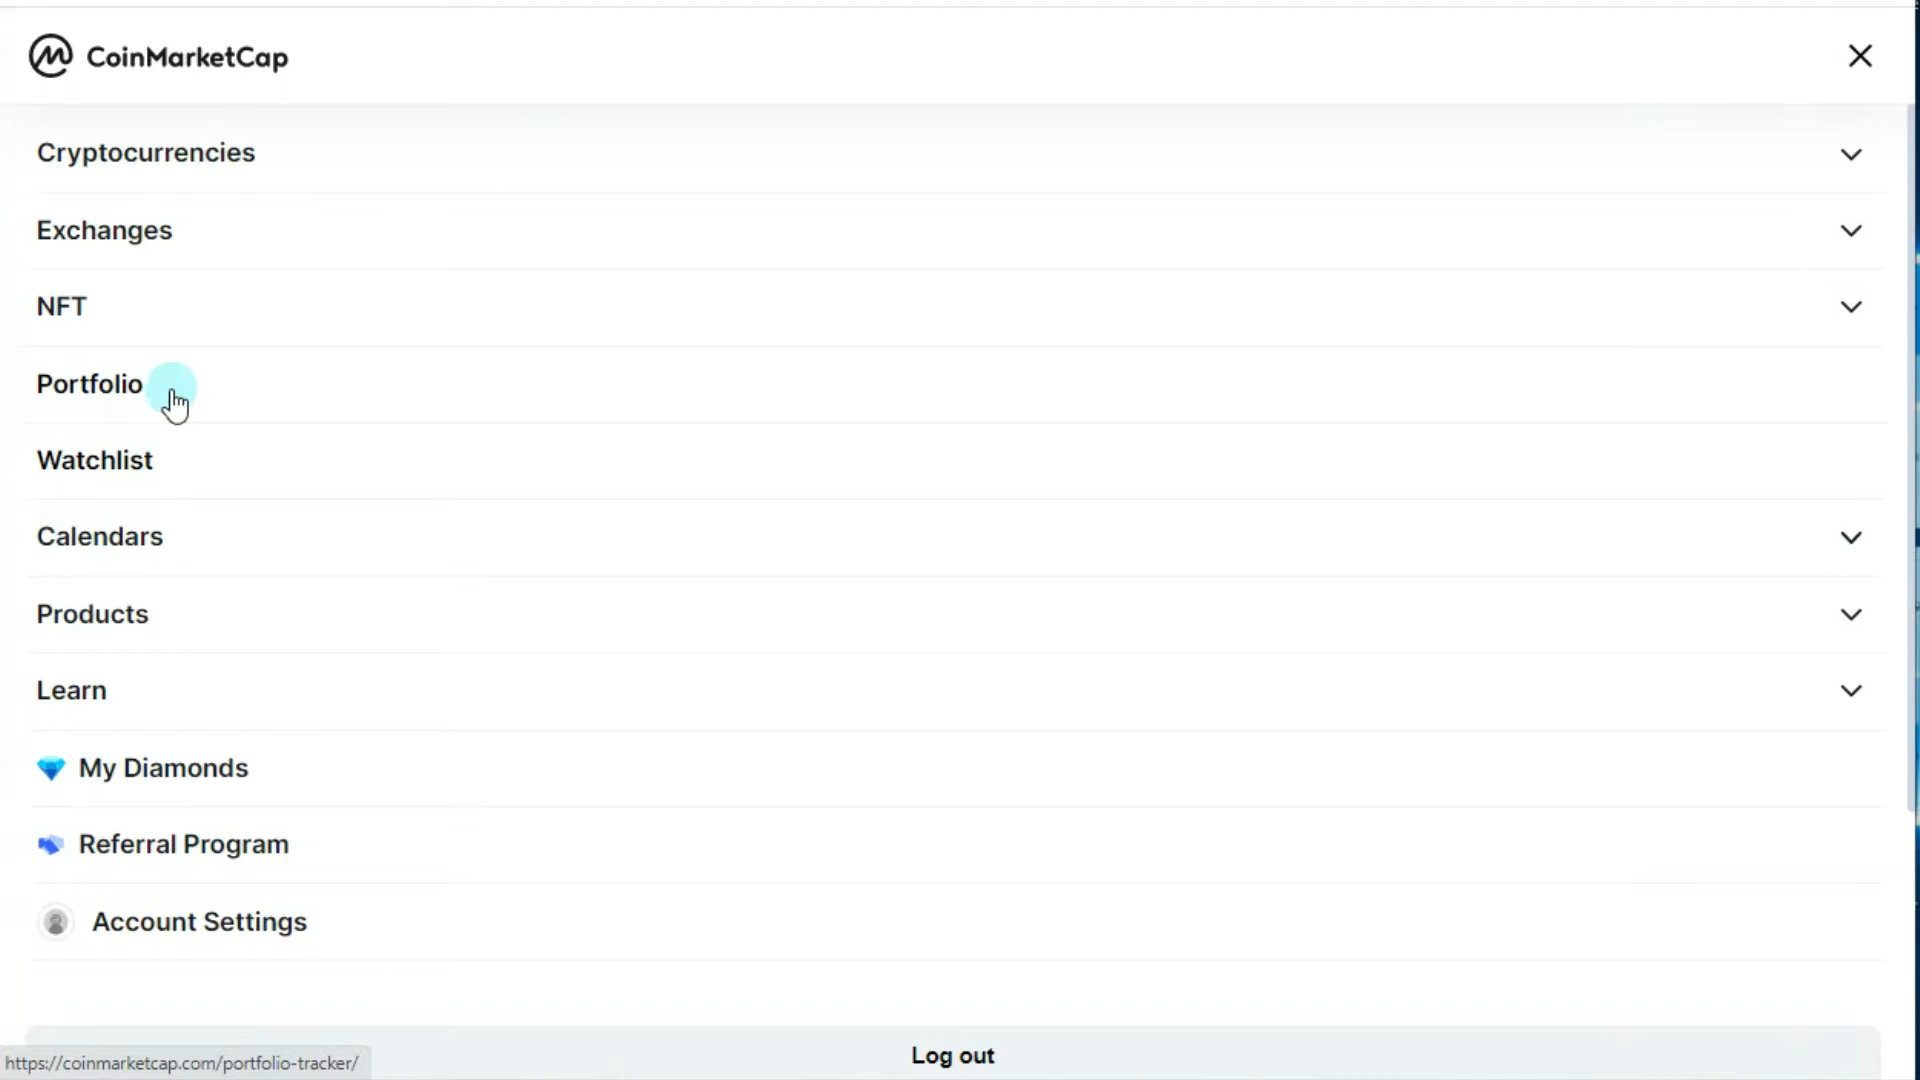 CoinMarketCap
Cryptocurrencies
Exchanges
NFT
Portfolio
Watchlist
Calendars
Products
Learn
My Diamonds
Referral Program
Account Settings
Log out
https://coinmarketcap.com/portfolio-tracker/